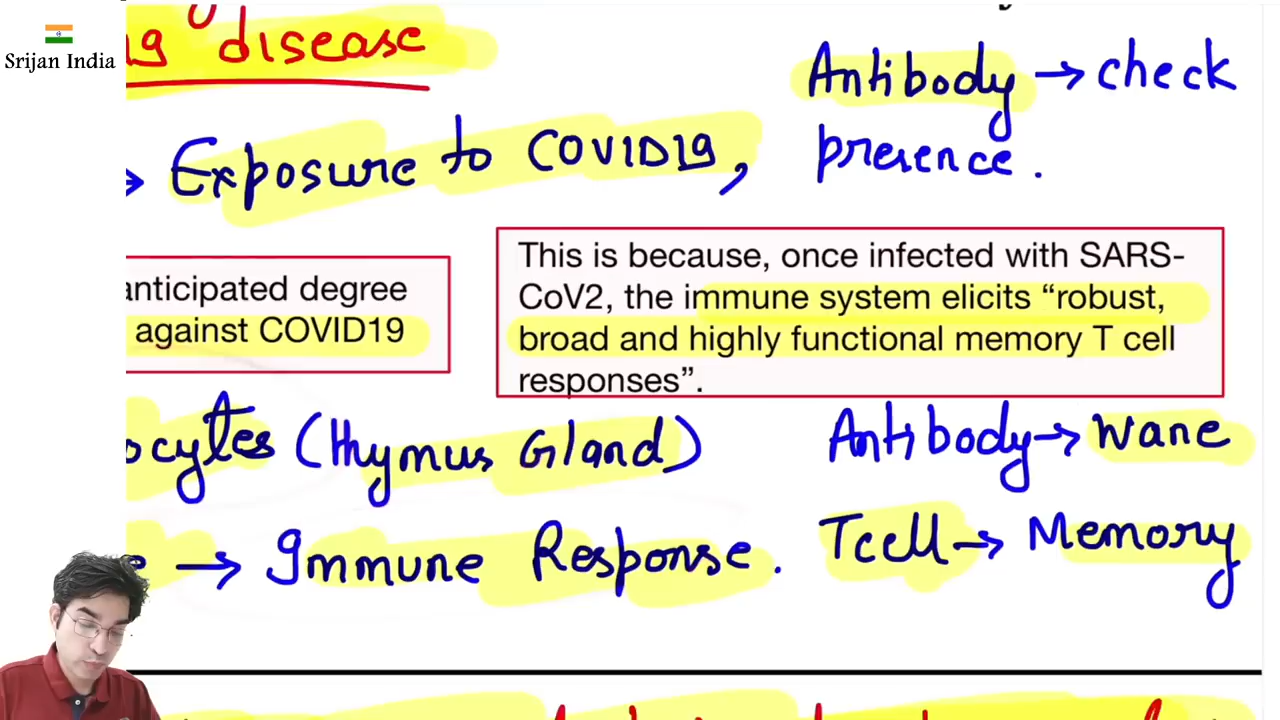 Srijan India
disease
Antibody → check
presence.
Exposure to COVID19,
anticipated degree
against COVID19
This is because, once infected with SARS-
CoV2, the immune system elicits “robust,
broad and highly functional memory T cell
responses”.
ocytes (Thymus Gland)
Antibody → Wane
→ Immune Response.
Tcell → Memory